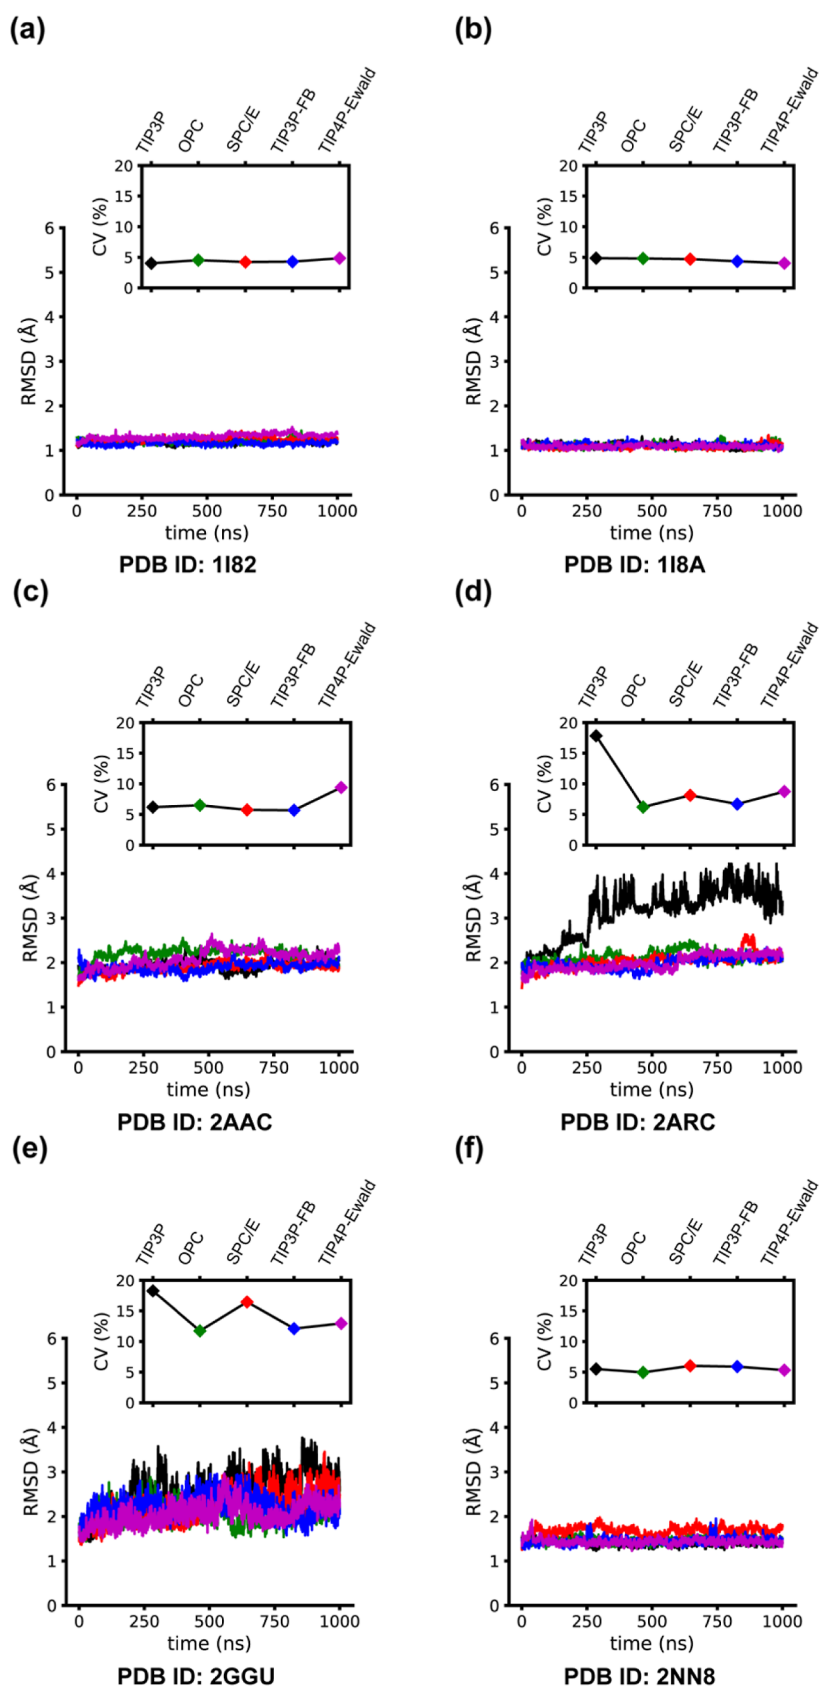 (a)
TIP3P
OPC
SPC/E
TIP3P-FB
TIP4P-Ewald
20
15
10
5
0
CV (%)
6
5
4
3
2
1
0
RMSD (Å)
0 250 500 750 1000
time (ns)
PDB ID: 1I82
(b)
TIP3P
OPC
SPC/E
TIP3P-FB
TIP4P-Ewald
20
15
10
5
0
CV (%)
6
5
4
3
2
1
0
RMSD (Å)
0 250 500 750 1000
time (ns)
PDB ID: 1I8A
(c)
TIP3P
OPC
SPC/E
TIP3P-FB
TIP4P-Ewald
20
15
10
5
0
CV (%)
6
5
4
3
2
1
0
RMSD (Å)
0 250 500 750 1000
time (ns)
PDB ID: 2AAC
(d)
TIP3P
OPC
SPC/E
TIP3P-FB
TIP4P-Ewald
20
15
10
5
0
CV (%)
6
5
4
3
2
1
0
RMSD (Å)
0 250 500 750 1000
time (ns)
PDB ID: 2ARC
(e)
TIP3P
OPC
SPC/E
TIP3P-FB
TIP4P-Ewald
20
15
10
5
0
CV (%)
6
5
4
3
2
1
0
RMSD (Å)
0 250 500 750 1000
time (ns)
PDB ID: 2GGU
(f)
TIP3P
OPC
SPC/E
TIP3P-FB
TIP4P-Ewald
20
15
10
5
0
CV (%)
6
5
4
3
2
1
0
RMSD (Å)
0 250 500 750 1000
time (ns)
PDB ID: 2NN8